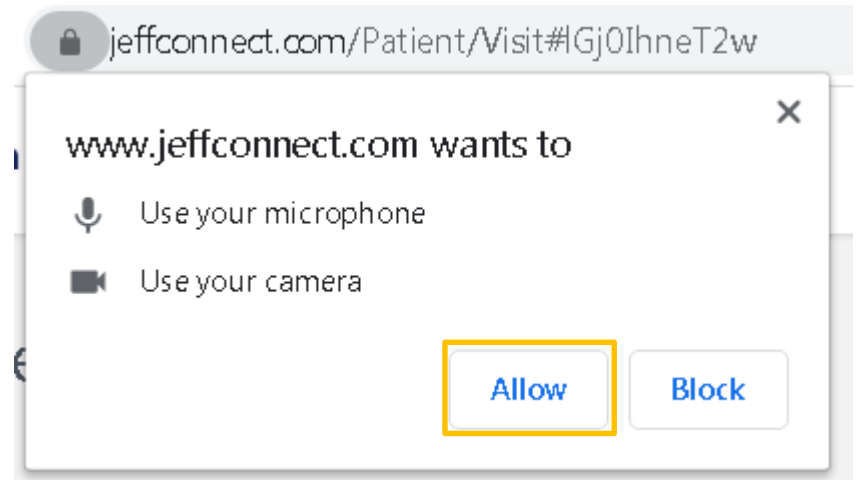 jeffconnect.com/Patient/Visit#lGj0IhneT2w
www.jeffconnect.com wants to
Use your microphone
Use your camera
Allow
Block